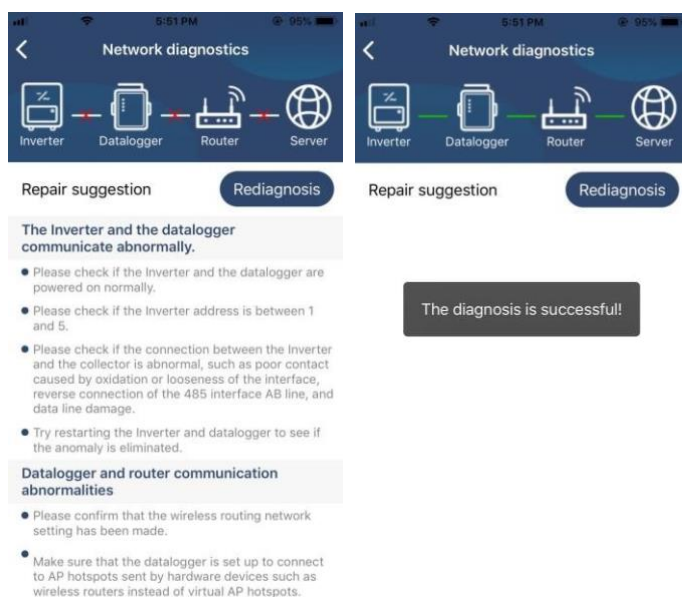 5:51 PM
95%
Network diagnostics
Inverter Datalogger Router Server
Repair suggestion Rediagnosis
The Inverter and the datalogger
communicate abnormally.
Please check if the Inverter and the datalogger are
powered on normally.
Please check if the Inverter address is between 1
and 5.
Please check if the connection between the Inverter
and the collector is abnormal, such as poor contact
caused by oxidation or looseness of the interface,
reverse connection of the 485 interface AB line, and
data line damage.
Try restarting the Inverter and datalogger to see if
the anomaly is eliminated.
Datalogger and router communication
abnormalities
Please confirm that the wireless routing network
setting has been made.
Make sure that the datalogger is set up to connect
to AP hotspots sent by hardware devices such as
wireless routers instead of virtual AP hotspots.
5:51 PM
95%
Network diagnostics
Inverter Datalogger Router Server
Repair suggestion Rediagnosis
The diagnosis is successful!